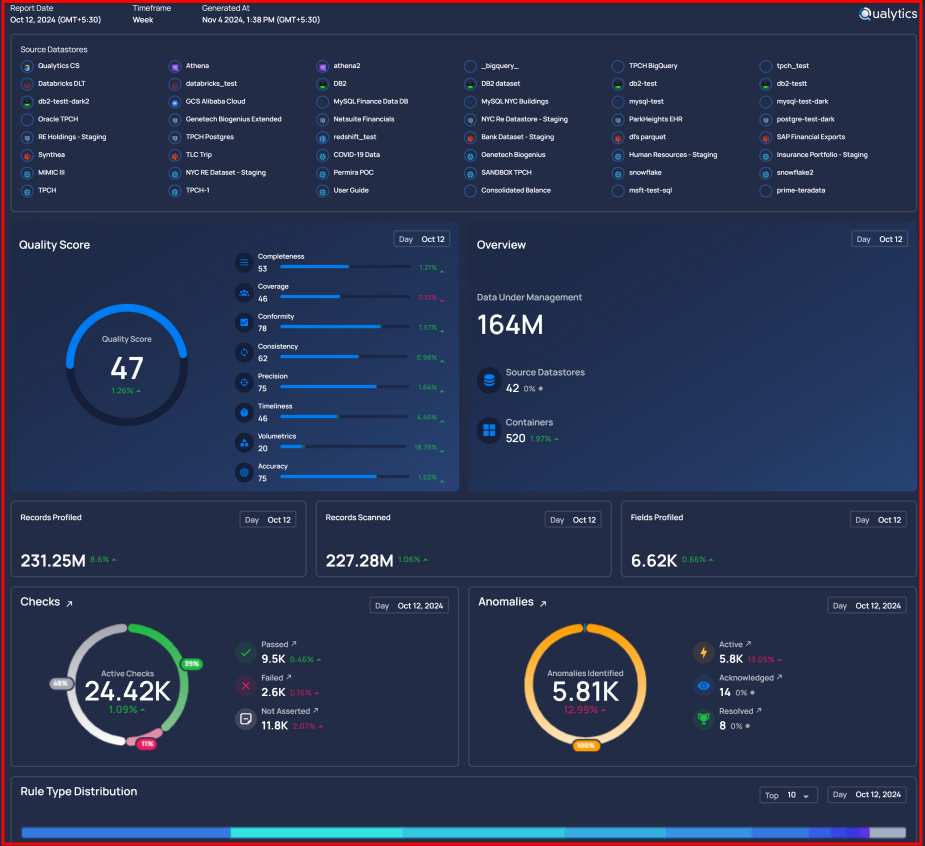 Report Date Timeframe Generated At
Oct 12, 2024 (GMT+5:30) Week Nov 4 2024, 1:38 PM (GMT+5:30)
Qualytics
Source Datastores
Qualytics CS Athena athena2 _bigquery_ TPCH BigQuery tpch_test
Databricks DLT databricks_test DB2 DB2 dataset db2-test db2-testt
db2-testt-dark2 GCS Alibaba Cloud MySQL Finance Data DB MySQL NYC Buildings mysql-test mysql-test-dark
Oracle TPCH Genetech Biogenius Extended Netsuite Financials NYC Re Datastore - Staging ParkHeights EHR postgre-test-dark
RE Holdings - Staging TPCH Postgres redshift_test Bank Dataset - Staging dfs parquet SAP Financial Exports
Synthea TLC Trip COVID-19 Data Genetech Biogenius Human Resources - Staging Insurance Portfolio - Staging
MIMIC III NYC RE Dataset - Staging Permira POC SANDBOX TPCH snowflake snowflake2
TPCH TPCH-1 User Guide Consolidated Balance msft-test-sql prime-teradata
Quality Score Day Oct 12
Quality Score
47
1.26%
Completeness
53 1.21%
Coverage
46 0.13%
Conformity
78 1.57%
Consistency
62 0.98%
Precision
75 1.64%
Timeliness
46 4.46%
Volumetrics
20 18.79%
Accuracy
75 1.62%
Overview Day Oct 12
Data Under Management
164M
Source Datastores
42 0%
Containers
520 1.97%
Records Profiled Day Oct 12
231.25M 8.6%
Records Scanned Day Oct 12
227.28M 1.06%
Fields Profiled Day Oct 12
6.62K 0.66%
Checks Day Oct 12, 2024
Active Checks
24.42K
1.09%
39%
48%
11%
Passed
9.5K 0.46%
Failed
2.6K 0.16%
Not Asserted
11.8K 2.07%
Anomalies Day Oct 12, 2024
Anomalies Identified
5.81K
12.99%
100%
Active
5.8K 13.05%
Acknowledged
14 0%
Resolved
8 0%
Rule Type Distribution Top 10 Day Oct 12, 2024